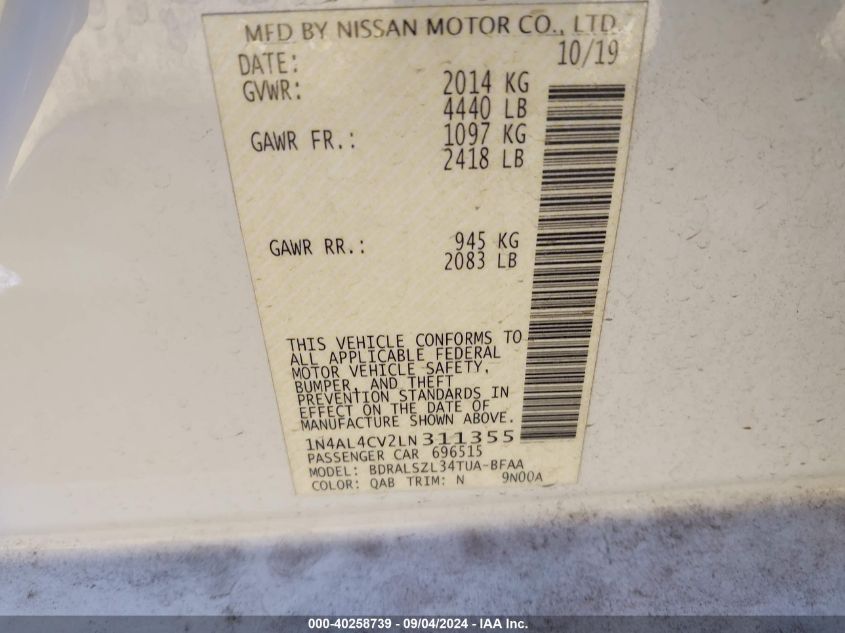 MFD BY NISSAN MOTOR CO., LTD.
DATE: 10/19
GVWR: 2014 KG
4440 LB
GAWR FR.: 1097 KG
2418 LB
GAWR RR.: 945 KG
2083 LB
THIS VEHICLE CONFORMS TO
ALL APPLICABLE FEDERAL
MOTOR VEHICLE SAFETY,
BUMPER, AND THEFT
PREVENTION STANDARDS IN
EFFECT ON THE DATE OF
MANUFACTURE SHOWN ABOVE.
1N4AL4CV2LN311355
PASSENGER CAR 696515
MODEL: BDRALSZL34TUA-BFAA
COLOR: QAB TRIM: N 9N00A
000-40258739 - 09/04/2024 - IAA Inc.